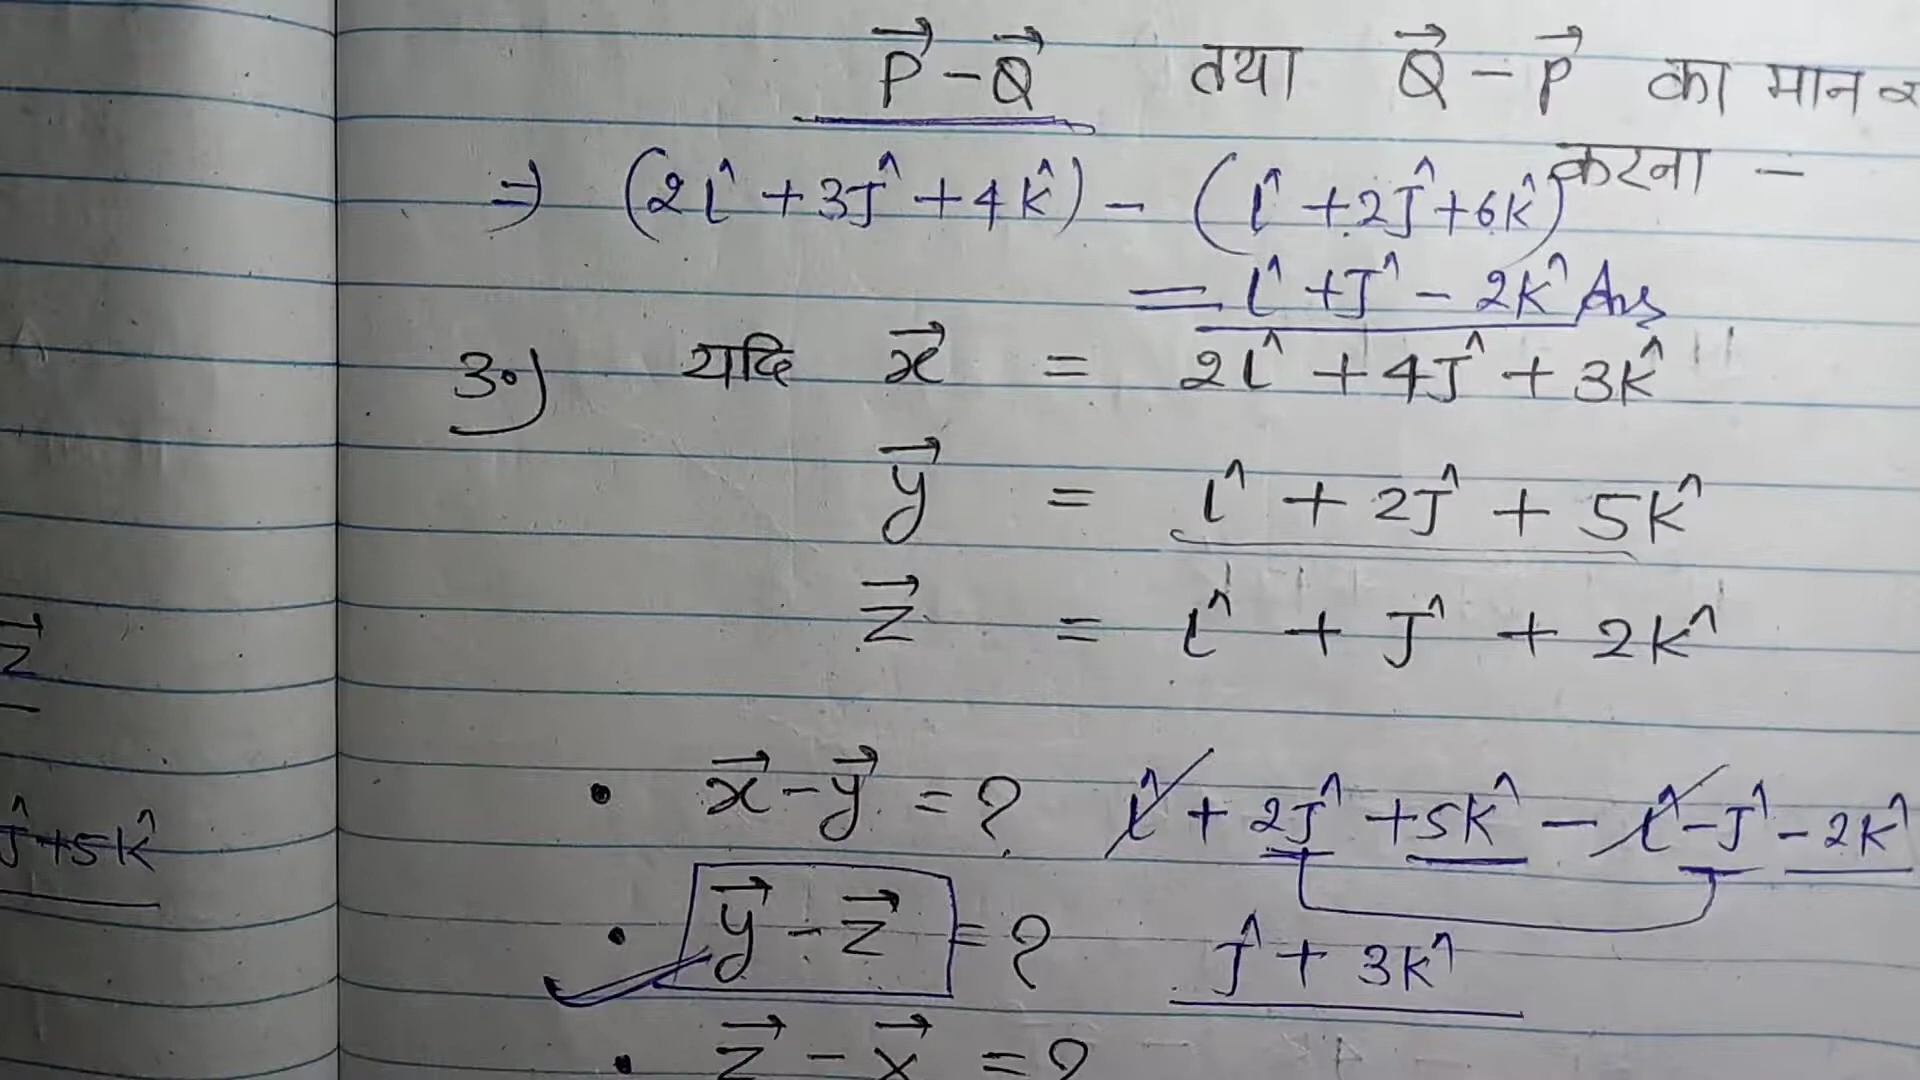 z⃗
ĵ+5k̂
P⃗ - Q⃗ तथा Q⃗ - P⃗ का मान
करना -
⇒ (2î + 3ĵ + 4k̂) - (î + 2ĵ + 6k̂)
= î + ĵ - 2k̂ Ans
3.) यदि x⃗ = 2î + 4ĵ + 3k̂
y⃗ = î + 2ĵ + 5k̂
z⃗ = î + ĵ + 2k̂
• x⃗ - y⃗ = ? î + 2ĵ + 5k̂ - î - ĵ - 2k̂
• y⃗ - z⃗ = ? ĵ + 3k̂
• z⃗ - x⃗ = ?